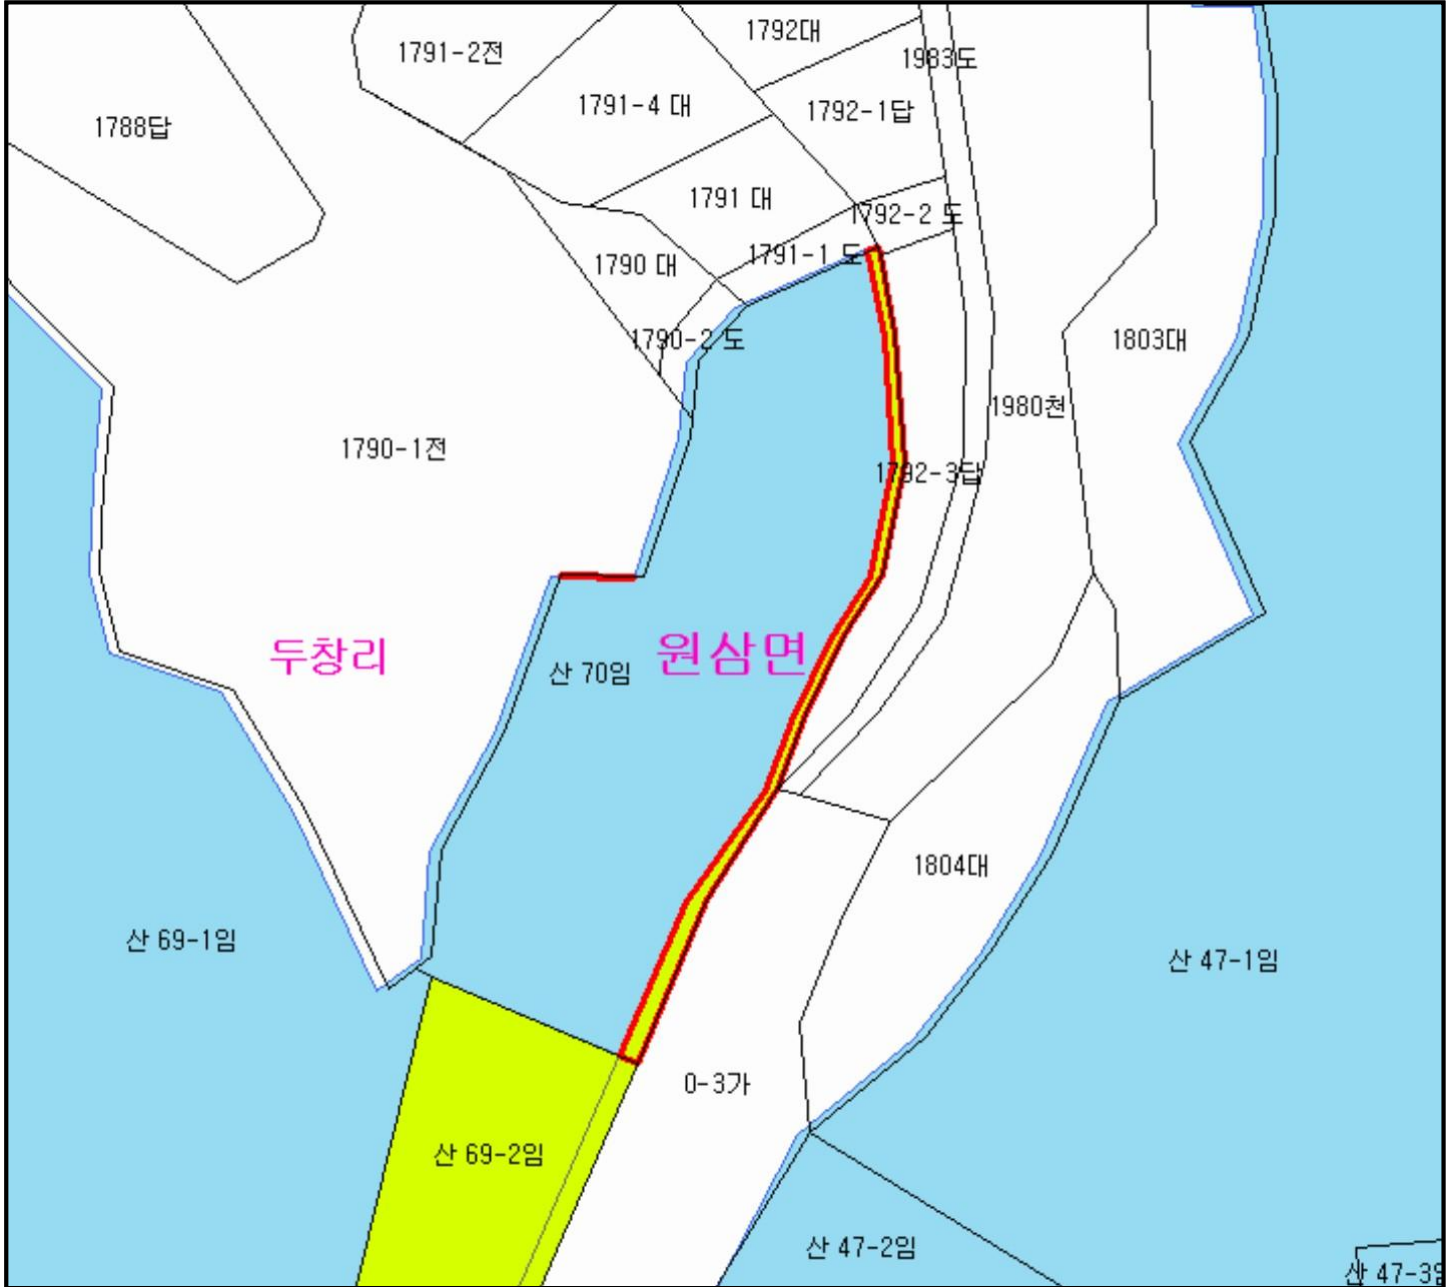 1792대
1791-2전
1983도
1791-4 대
1792-1답
1788답
1791 대
1792-2 도
1791-1 도
1790 대
1790-2 도
1803대
1980천
1790-1전
1792-3답
두창리
원삼면
산 70임
1804대
산 69-1임
산 47-1임
0-3가
산 69-2임
산 47-2임
산 47-39